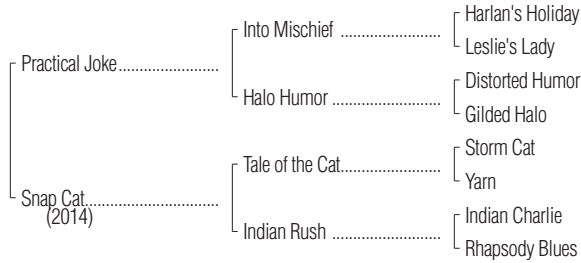 Harlan's Holiday
Into Mischief ........................
Leslie's Lady
Practical Joke........................
Distorted Humor
Halo Humor ..........................
Gilded Halo
Storm Cat
Tale of the Cat........................
Yarn
Snap Cat................................
(2014)
Indian Charlie
Indian Rush ..........................
Rhapsody Blues